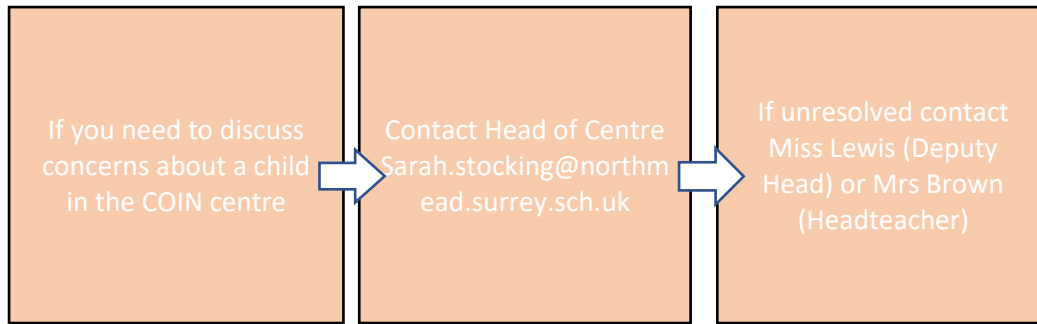 If you need to discuss
concerns about a child
in the COIN centre
Contact Head of Centre
Sarah.stocking@northm
ead.surrey.sch.uk
If unresolved contact
Miss Lewis (Deputy
Head) or Mrs Brown
(Headteacher)